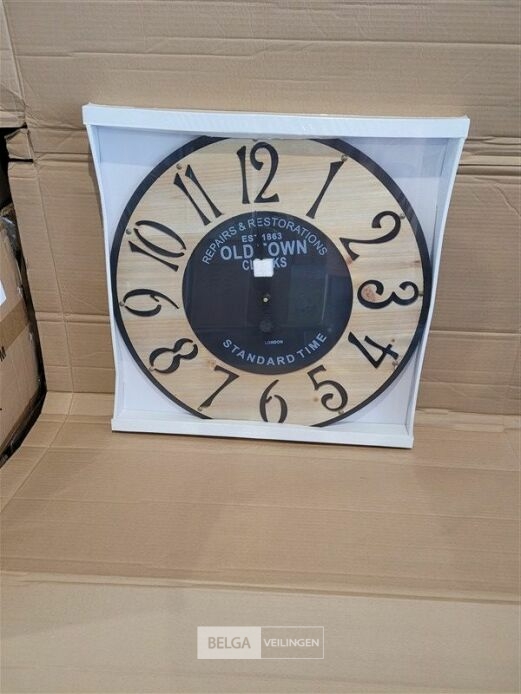 12
1
2
3
4
5
6
7
8
9
10
11
REPAIRS & RESTORATIONS
EST 1863
OLD TOWN
LONDON
STANDARD TIME
BELGA VEILINGEN